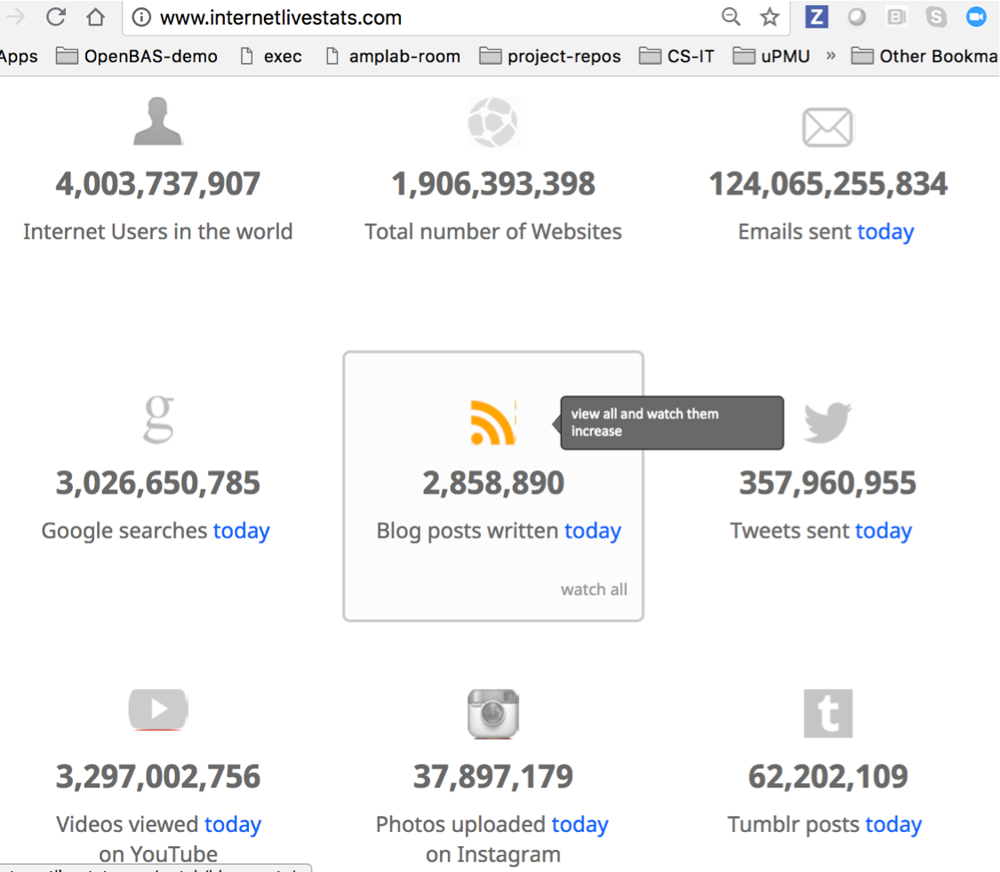 www.internetlivestats.com
Z
B
S
Apps OpenBAS-demo exec amplab-room project-repos CS-IT uPMU » Other Bookma
4,003,737,907 1,906,393,398 124,065,255,834
Internet Users in the world Total number of Websites Emails sent today
g
view all and watch them
increase
3,026,650,785 2,858,890 357,960,955
Google searches today Blog posts written today Tweets sent today
watch all
t
3,297,002,756 37,897,179 62,202,109
Videos viewed today Photos uploaded today Tumblr posts today
on YouTube on Instagram